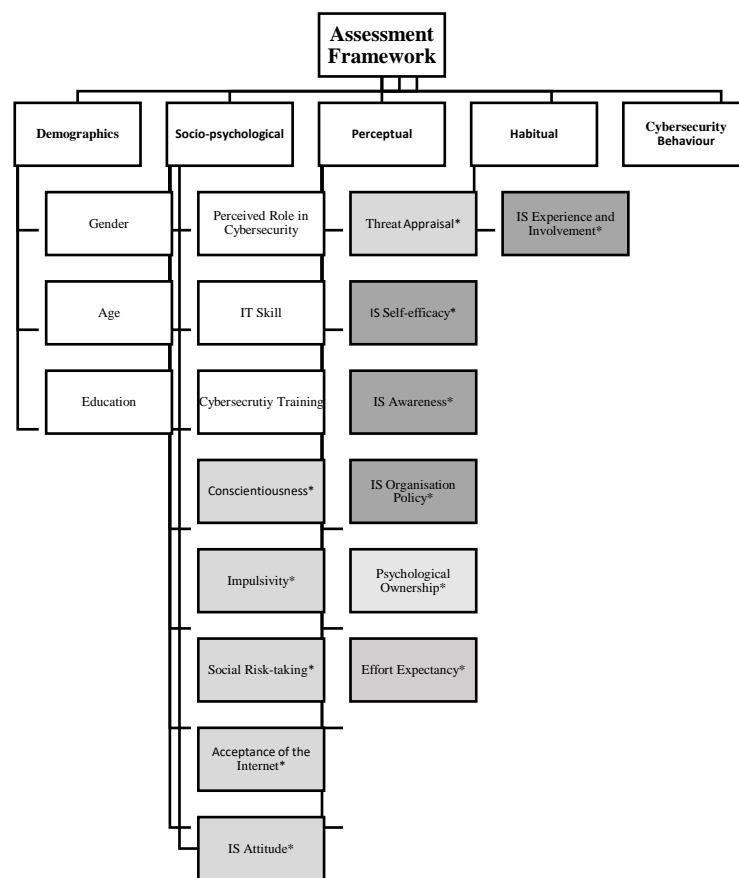 Assessment
Framework
Demographics
Socio-psychological
Perceptual
Habitual
Cybersecurity
Behaviour
Gender
Perceived Role in
Cybersecurity
Threat Appraisal*
IS Experience and
Involvement*
Age
IT Skill
IS Self-efficacy*
Education
Cybersecrutiy Training
IS Awareness*
Conscientiousness*
IS Organisation
Policy*
Impulsivity*
Psychological
Ownership*
Social Risk-taking*
Effort Expectancy*
Acceptance of the
Internet*
IS Attitude*